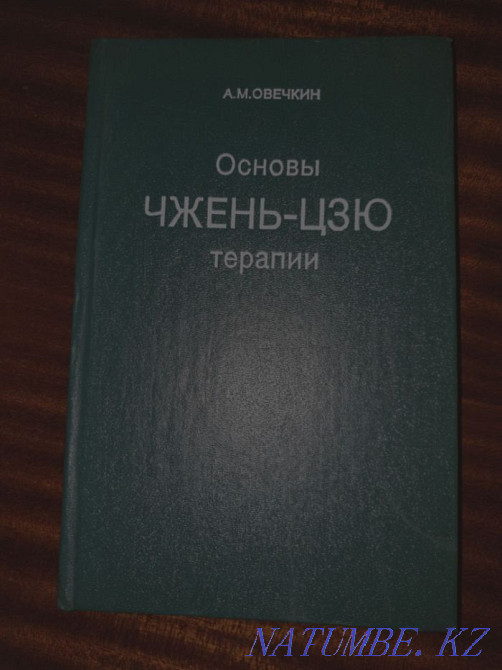 А.М.ОВЕЧКИН
Основы
ЧЖЕНЬ-ЦЗЮ
терапии
NATUMBE. KZ